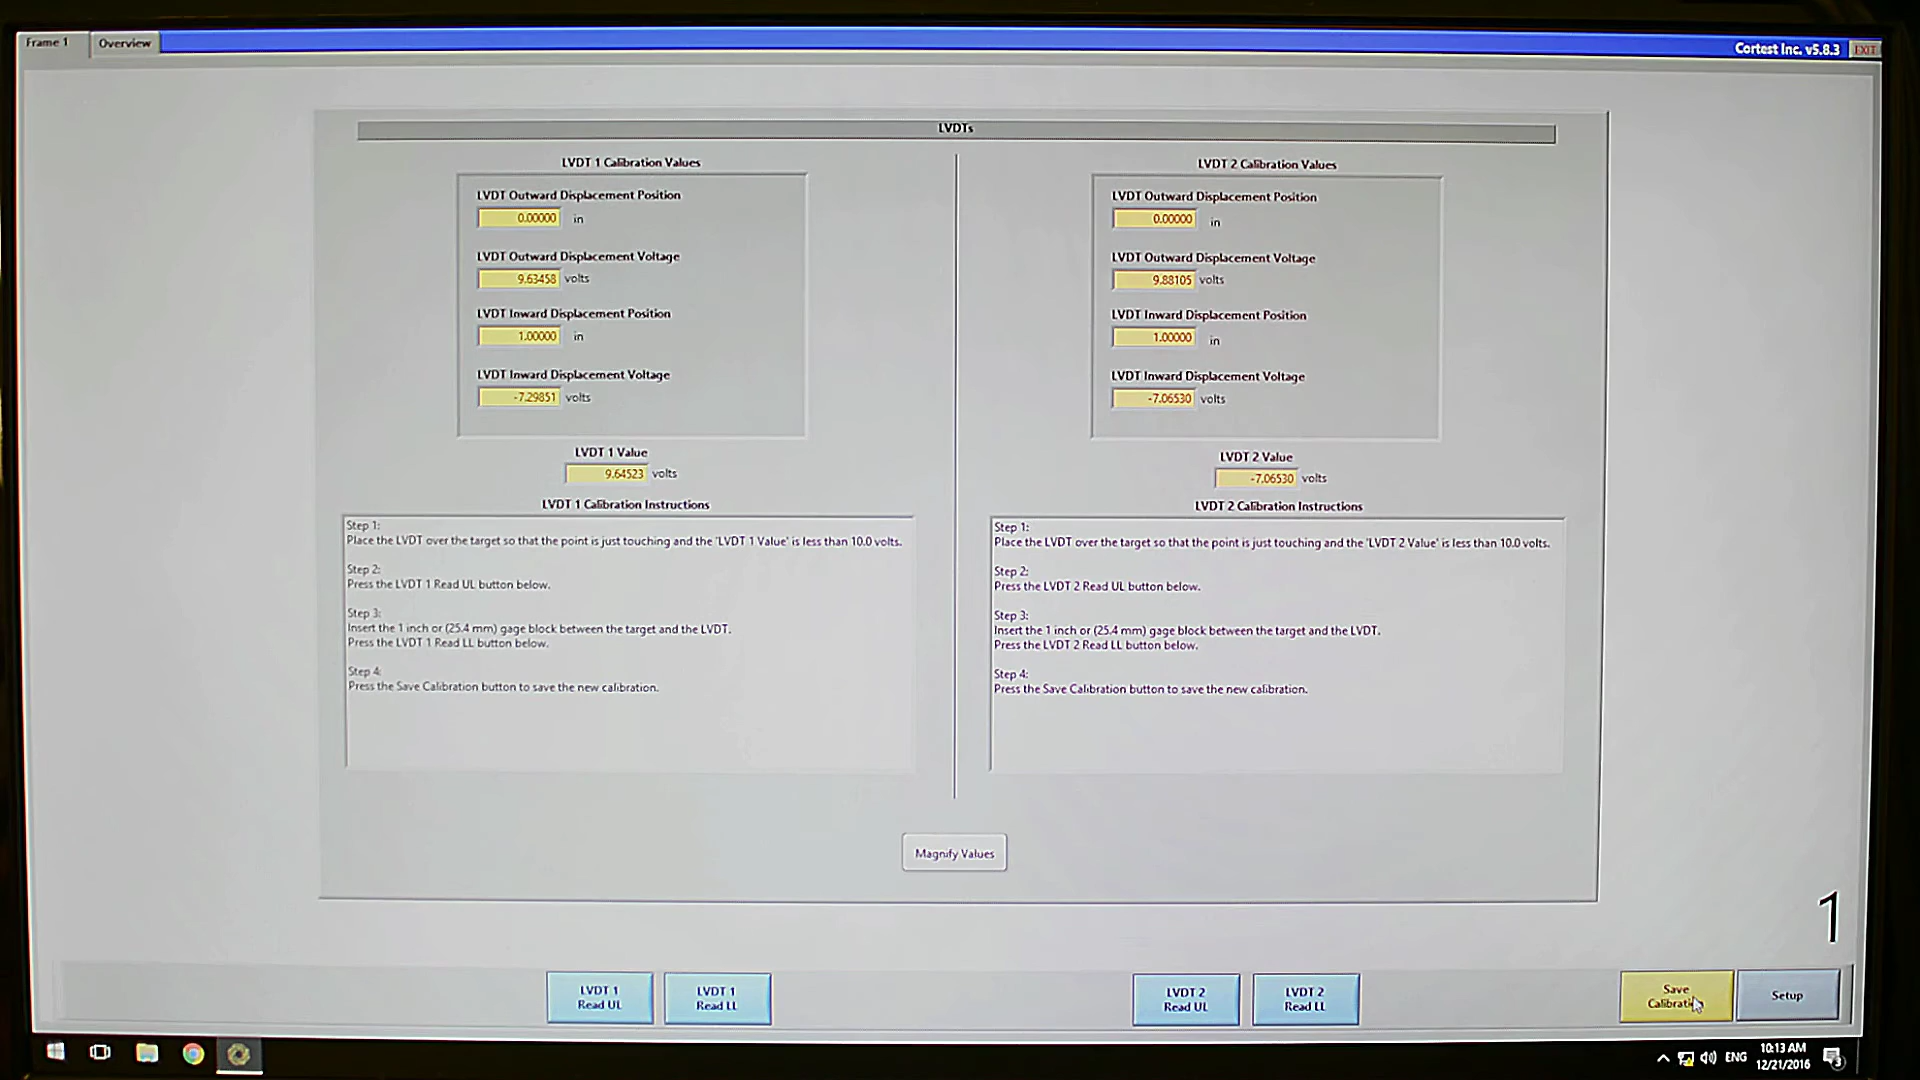 Frame 1
Overview
Cortest Inc. v5.8.3
EXIT
LVDTs
LVDT 1 Calibration Values
LVDT Outward Displacement Position
0.00000 in
LVDT Outward Displacement Voltage
9.63458 volts
LVDT Inward Displacement Position
1.00000 in
LVDT Inward Displacement Voltage
-7.29851 volts
LVDT 1 Value
9.64523 volts
LVDT 1 Calibration Instructions
Step 1:
Place the LVDT over the target so that the point is just touching and the 'LVDT 1 Value' is less than 10.0 volts.
Step 2:
Press the LVDT 1 Read UL button below.
Step 3:
Insert the 1 inch or (25.4 mm) gage block between the target and the LVDT.
Press the LVDT 1 Read LL button below.
Step 4:
Press the Save Calibration button to save the new calibration.
LVDT 2 Calibration Values
LVDT Outward Displacement Position
0.00000 in
LVDT Outward Displacement Voltage
9.88105 volts
LVDT Inward Displacement Position
1.00000 in
LVDT Inward Displacement Voltage
-7.06530 volts
LVDT 2 Value
-7.06530 volts
LVDT 2 Calibration Instructions
Step 1:
Place the LVDT over the target so that the point is just touching and the 'LVDT 2 Value' is less than 10.0 volts.
Step 2:
Press the LVDT 2 Read UL button below.
Step 3:
Insert the 1 inch or (25.4 mm) gage block between the target and the LVDT.
Press the LVDT 2 Read LL button below.
Step 4:
Press the Save Calibration button to save the new calibration.
Magnify Values
1
LVDT 1
Read UL
LVDT 1
Read LL
LVDT 2
Read UL
LVDT 2
Read LL
Save
Calibration
Setup
ENG
10:13 AM
12/21/2016
3